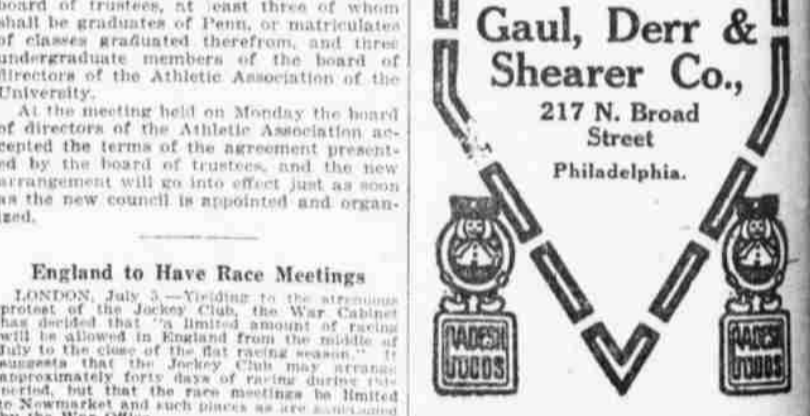 board of trustees, at least three of whom
shall be graduates of Penn, or matriculates
of classes graduated therefrom, and three
undergraduate members of the board of
directors of the Athletic Association of the
University.
At the meeting held on Monday the board
of directors of the Athletic Association ac-
cepted the terms of the agreement present-
ed by the board of trustees, and the new
arrangement will go into effect just as soon
as the new council is appointed and organ-
ized.
England to Have Race Meetings
LONDON, July 5.—Yielding to the strenuous
protest of the Jockey Club, the War Cabinet
has decided that "a limited amount of racing
will be allowed in England from the middle of
July to the close of the flat racing season." It
suggests that the Jockey Club may arrange
approximately forty days of racing during this
period, but that the race meetings be limited
to Newmarket and such places as are sanctioned
by the War Office.
Gaul, Derr &
Shearer Co.,
217 N. Broad
Street
Philadelphia.